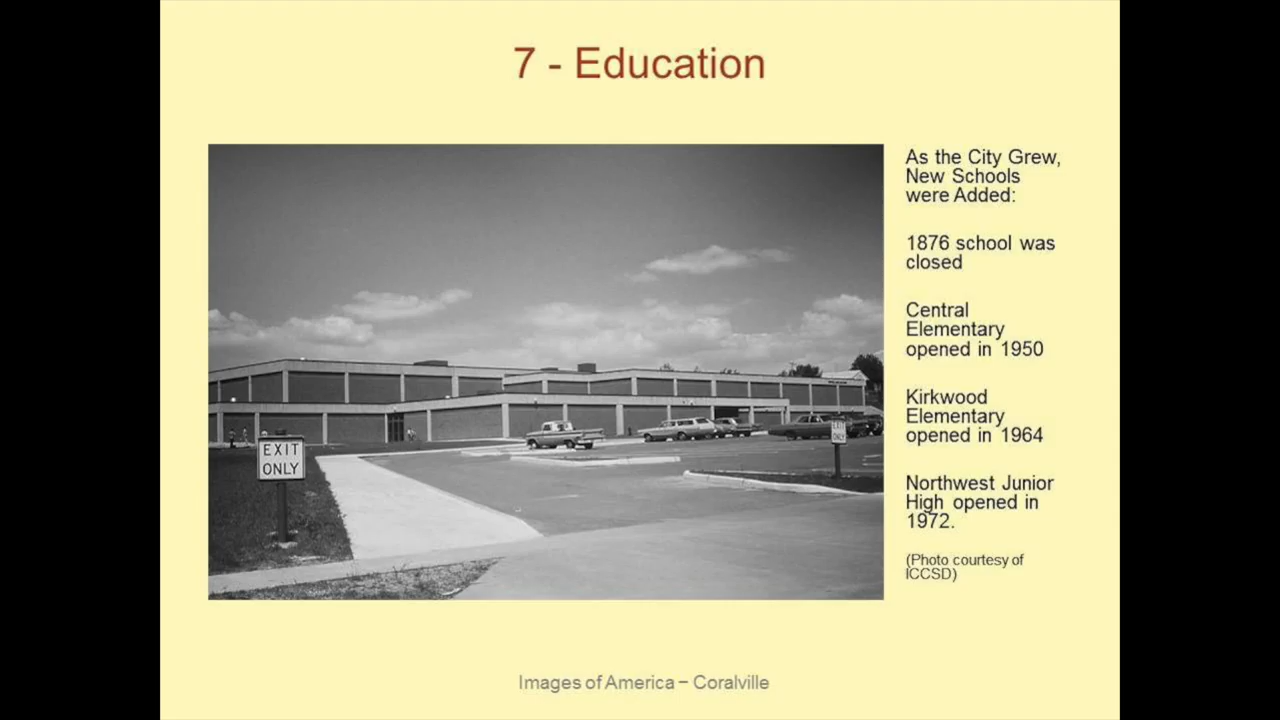 7 - Education
EXIT
ONLY
EXIT
ONLY
As the City Grew,
New Schools
were Added:
1876 school was
closed
Central
Elementary
opened in 1950
Kirkwood
Elementary
opened in 1964
Northwest Junior
High opened in
1972.
(Photo courtesy of
ICCSD)
Images of America – Coralville